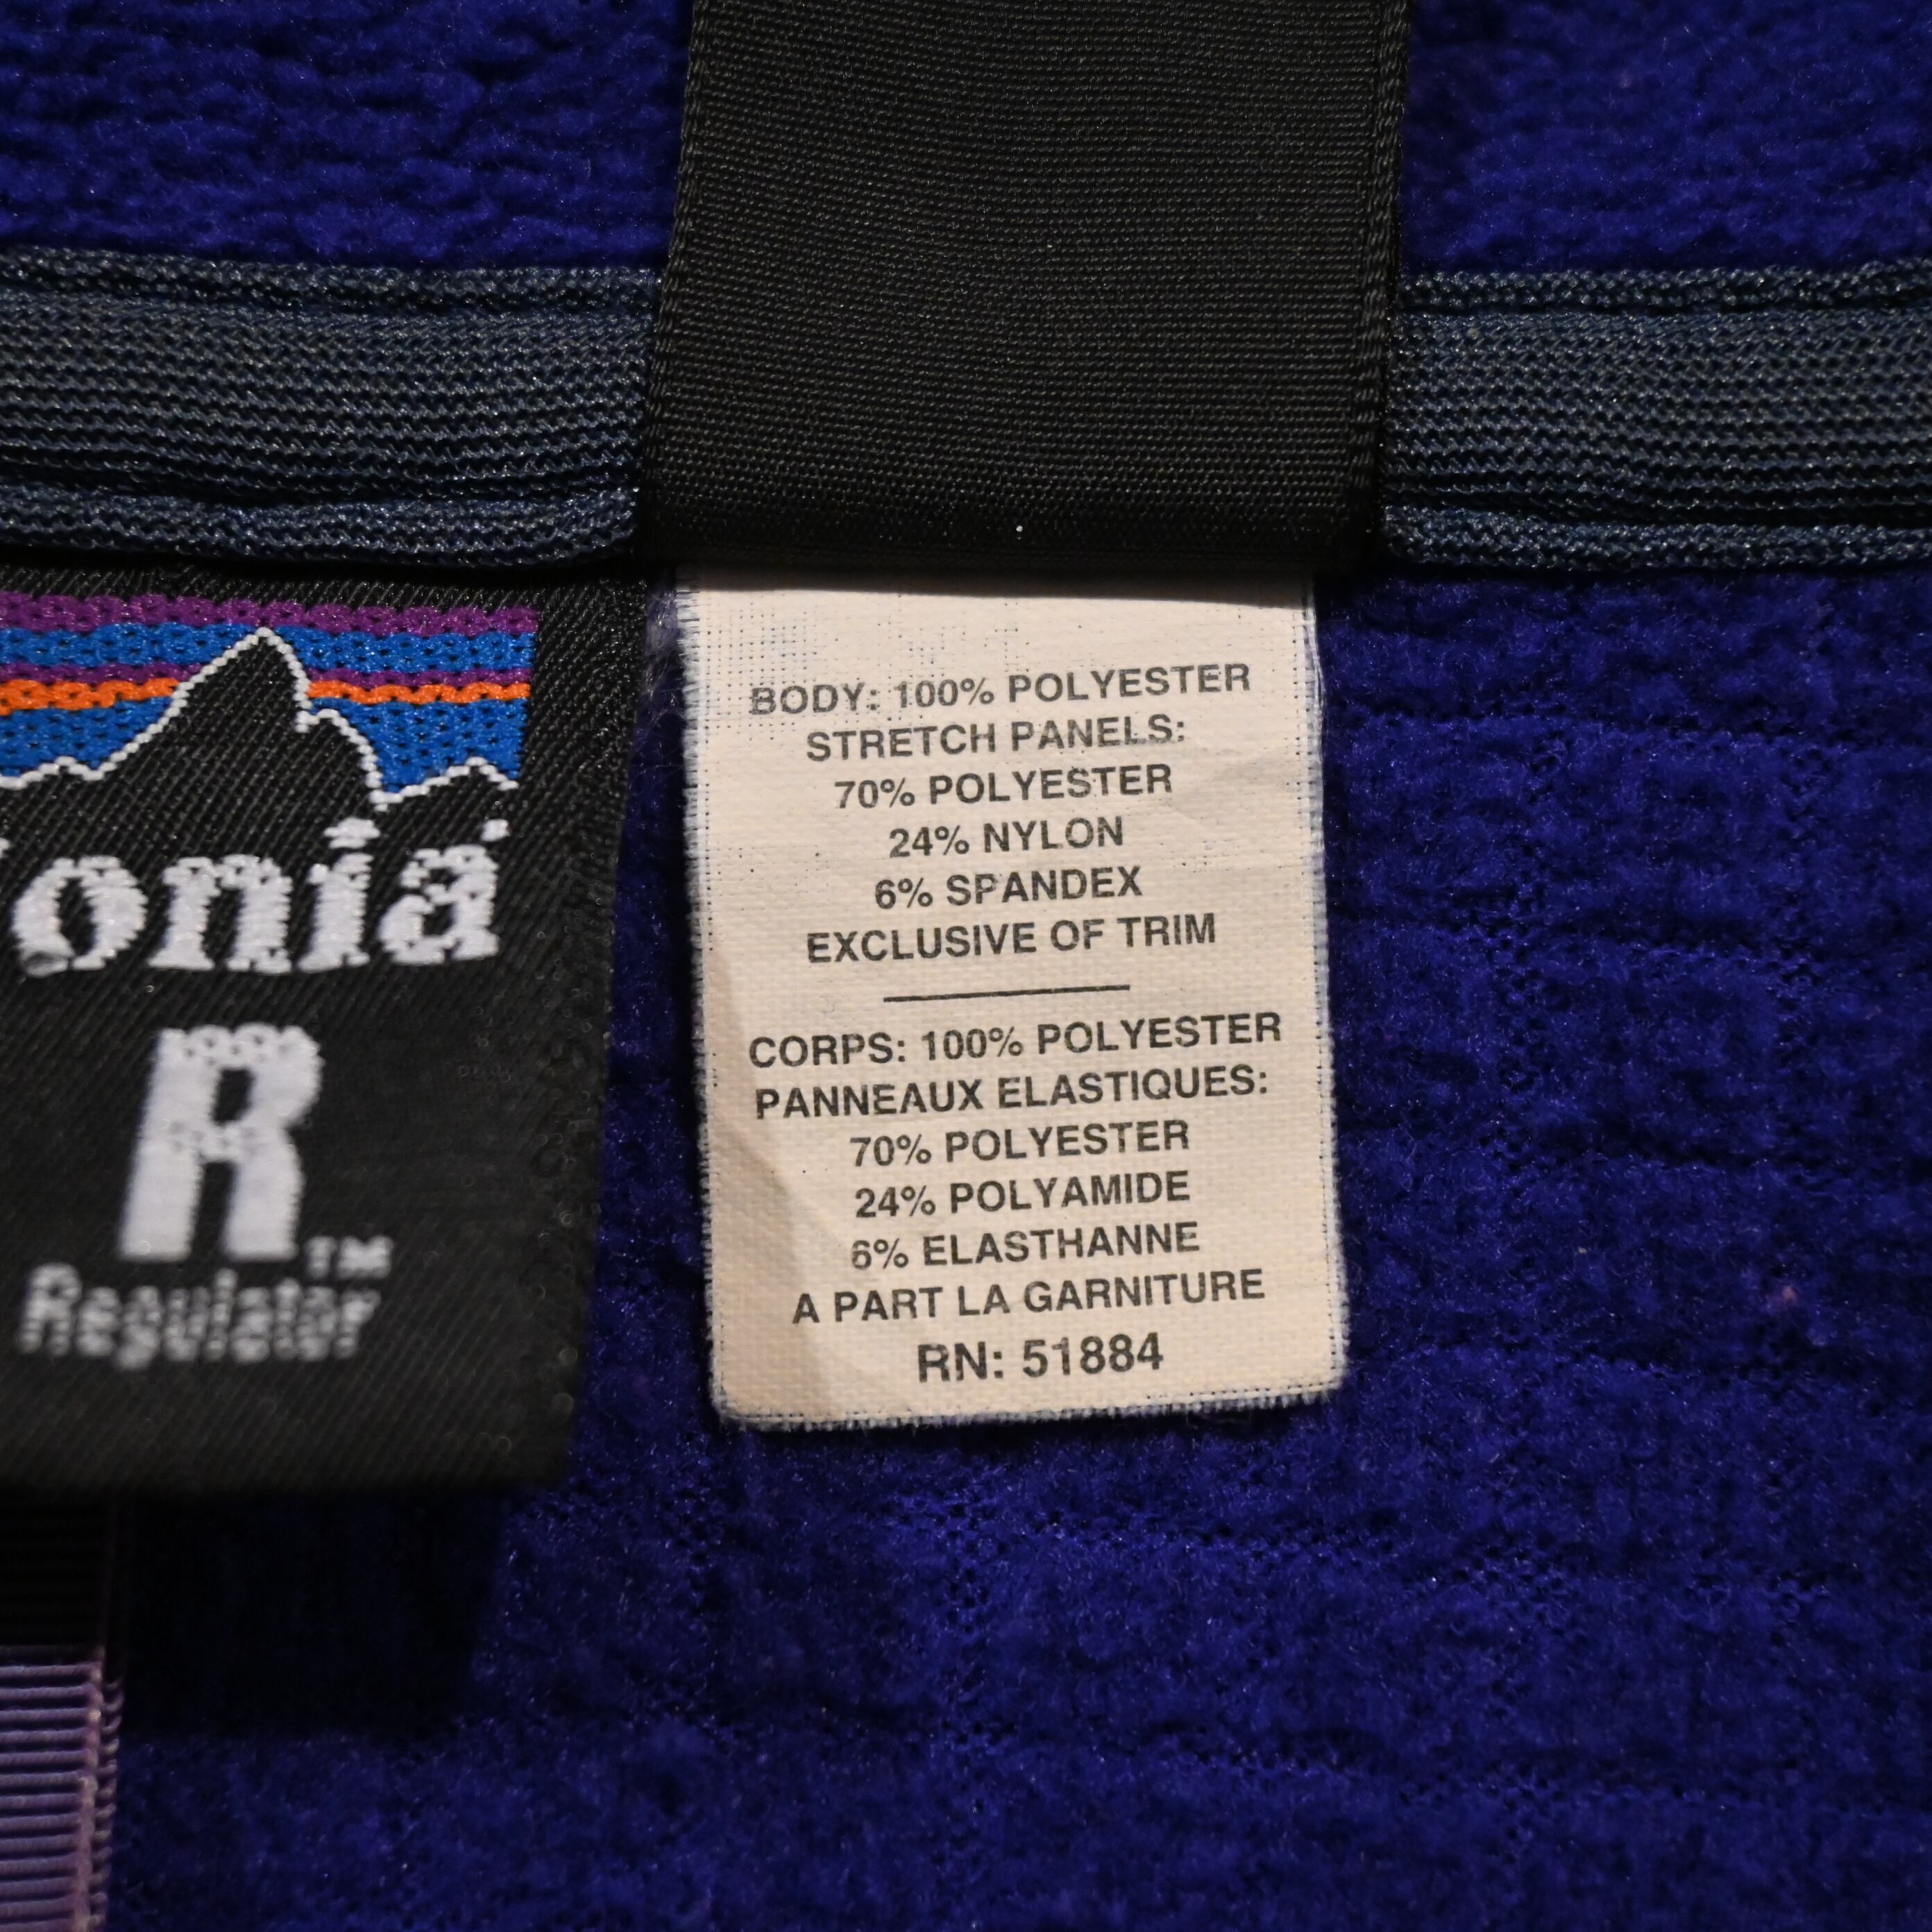 onia
R
TM
Regulator
BODY: 100% POLYESTER
STRETCH PANELS:
70% POLYESTER
24% NYLON
6% SPANDEX
EXCLUSIVE OF TRIM
CORPS: 100% POLYESTER
PANNEAUX ELASTIQUES:
70% POLYESTER
24% POLYAMIDE
6% ELASTHANNE
A PART LA GARNITURE
RN: 51884